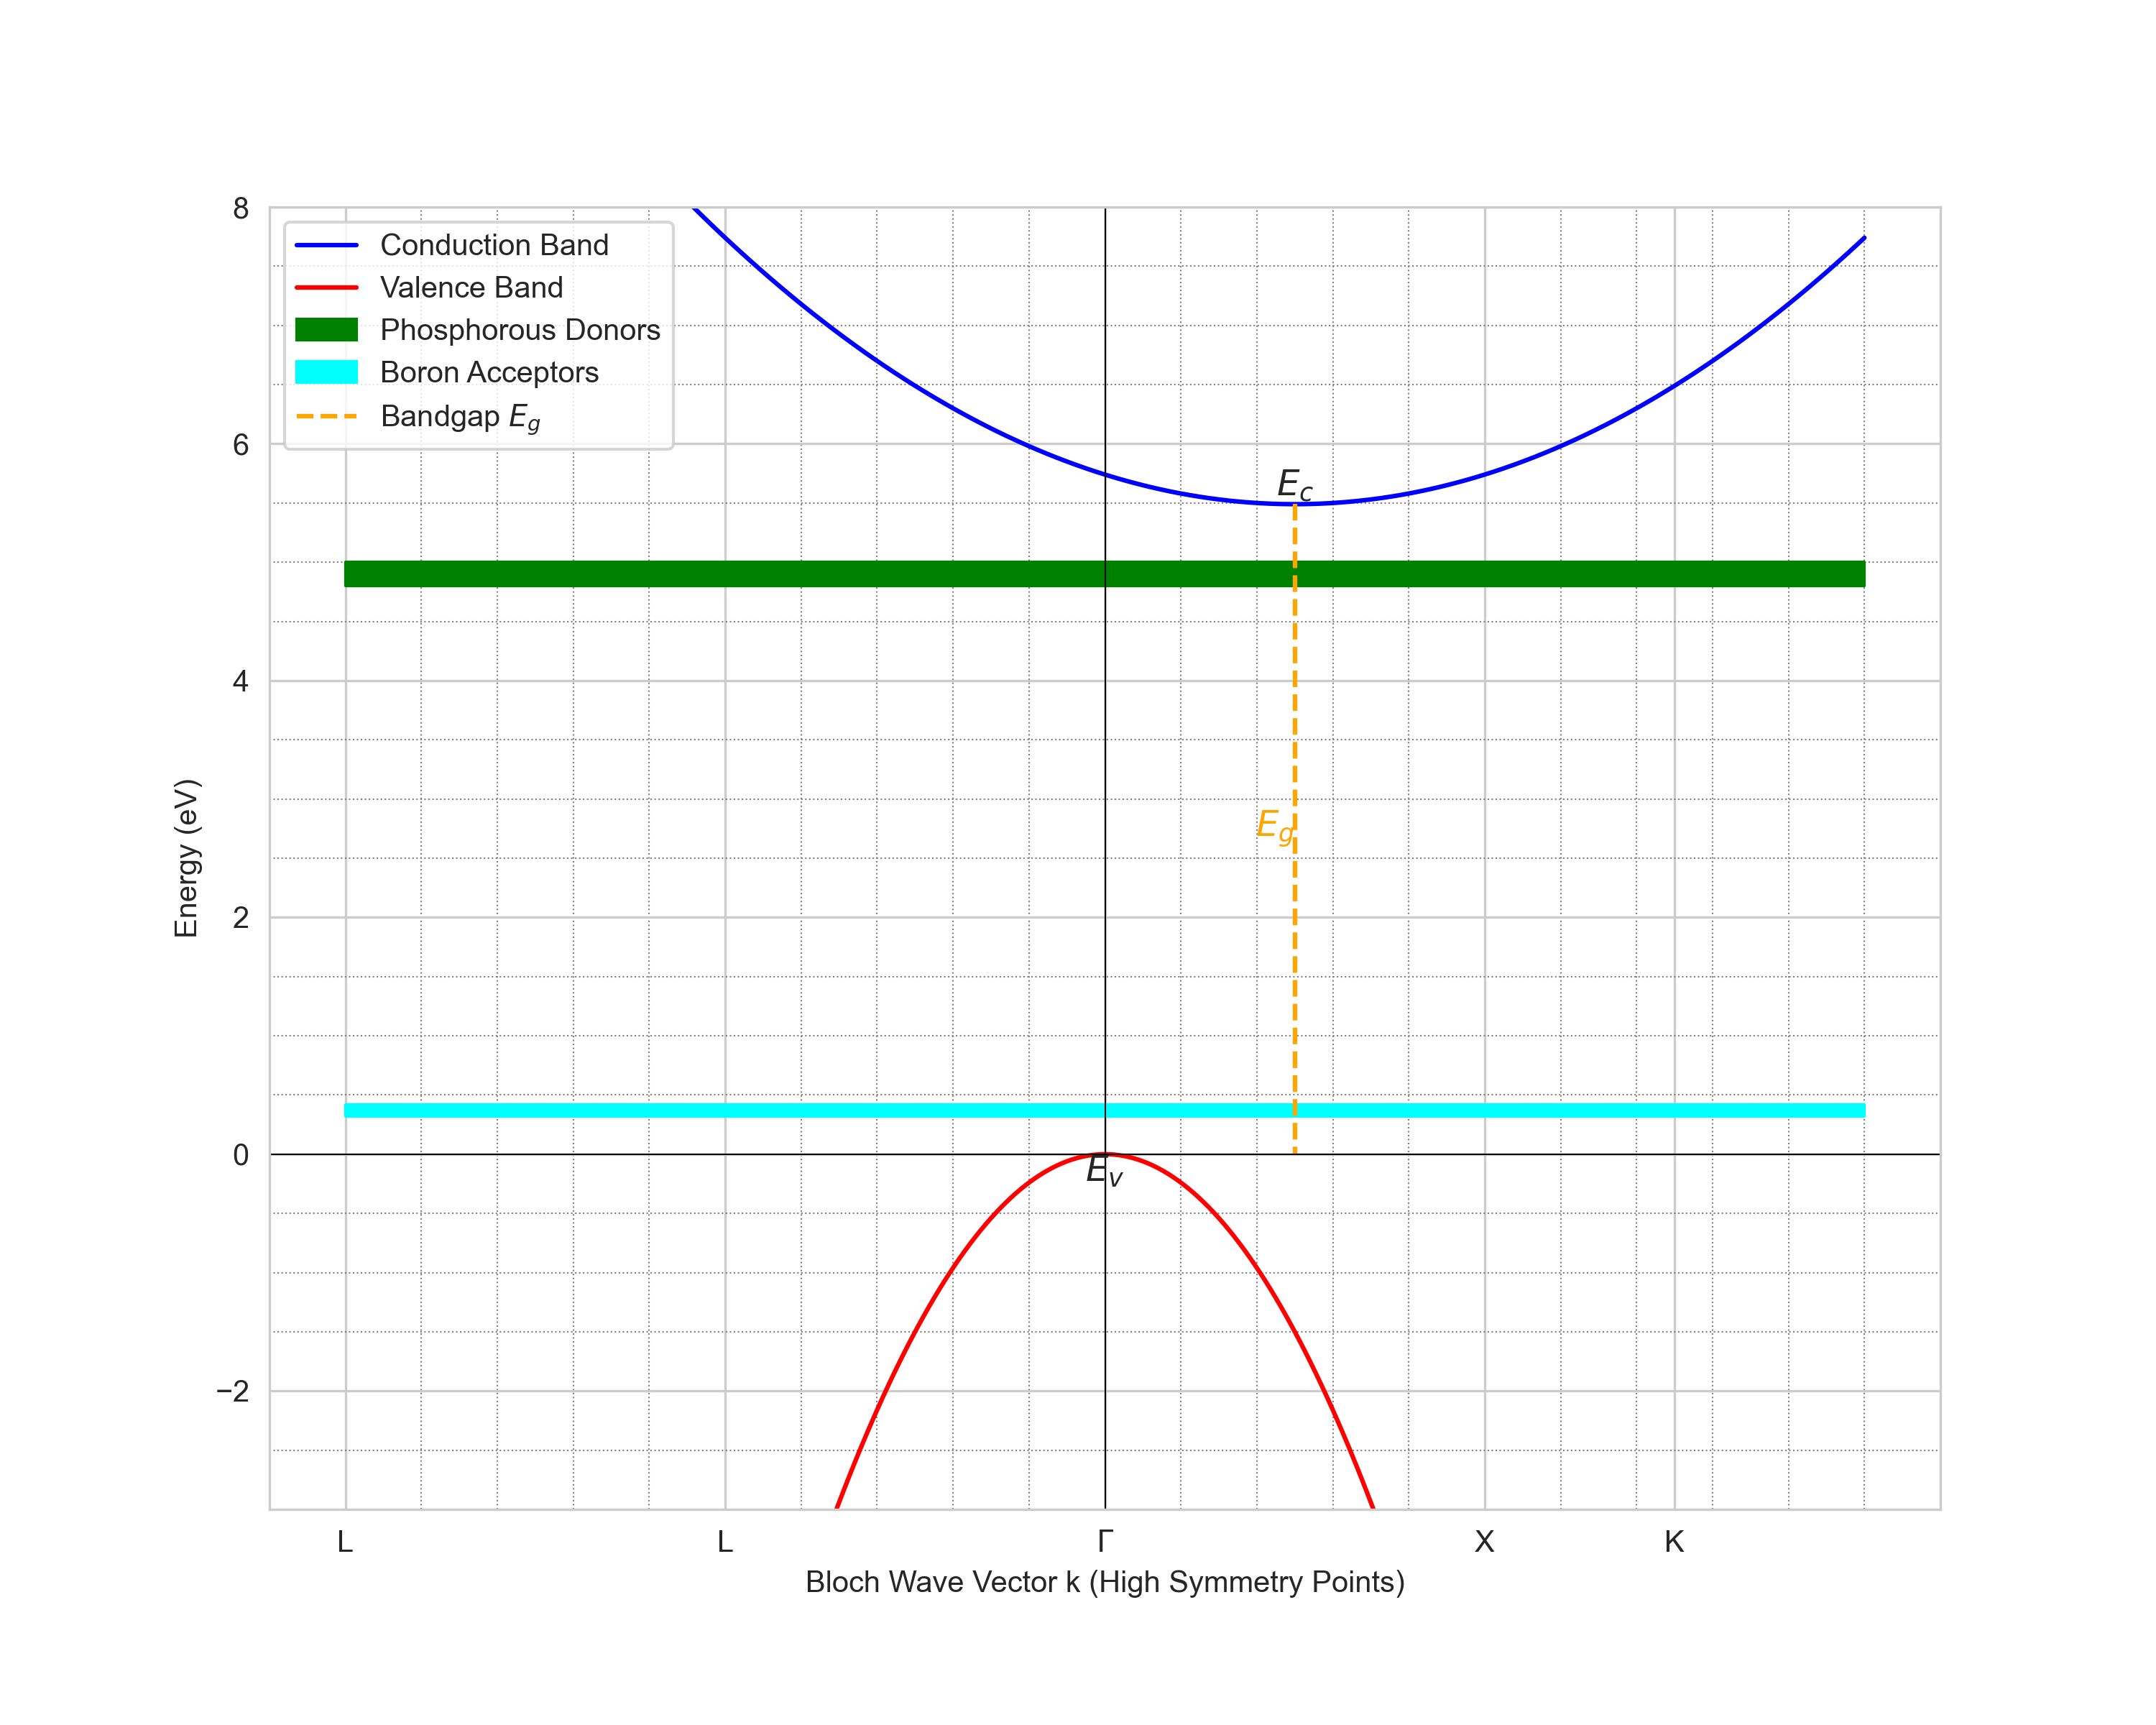 8
6
4
2
0
−2
Energy (eV)
Conduction Band
Valence Band
Phosphorous Donors
Boron Acceptors
Bandgap E_g
E_c
E_g
E_v
L
L
Γ
X
K
Bloch Wave Vector k (High Symmetry Points)